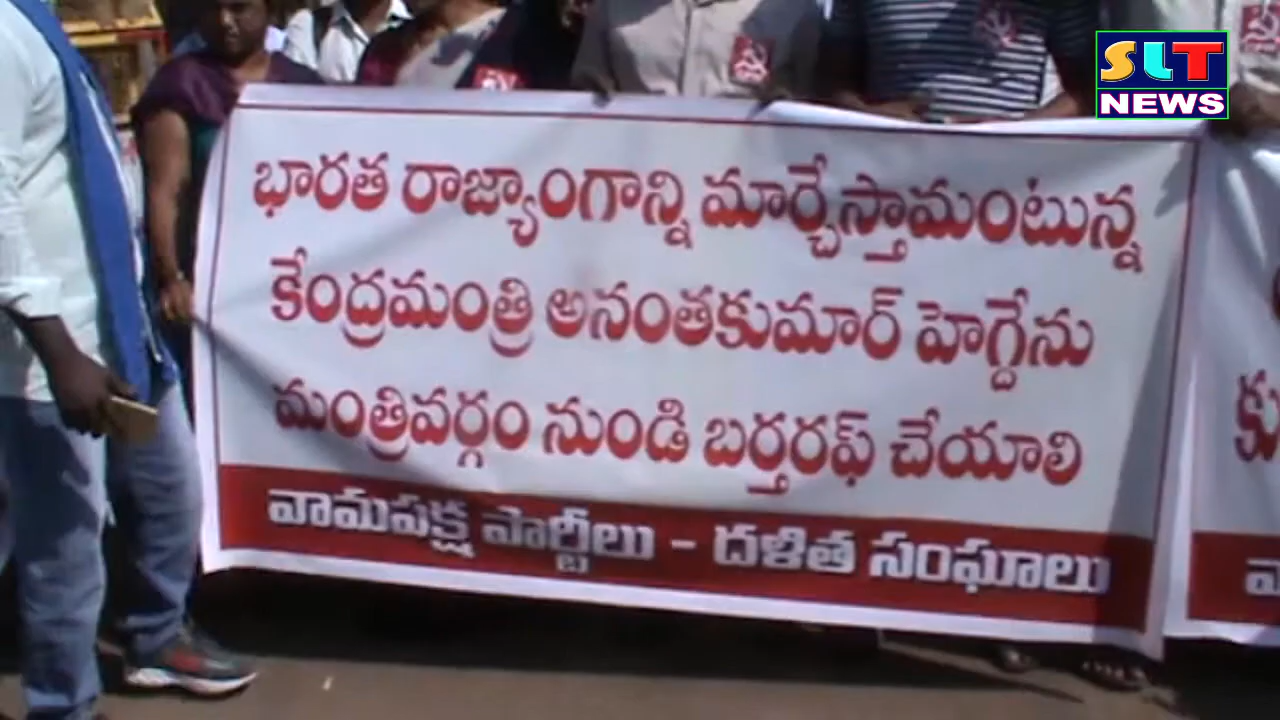 SLT
NEWS
భారత రాజ్యాంగాన్ని మార్చేస్తామంటున్న
కేంద్రమంత్రి అనంతకుమార్ హెగ్డేను
మంత్రివర్గం నుండి బర్తరఫ్ చేయాలి
వామపక్ష పార్టీలు - దళిత సంఘాలు